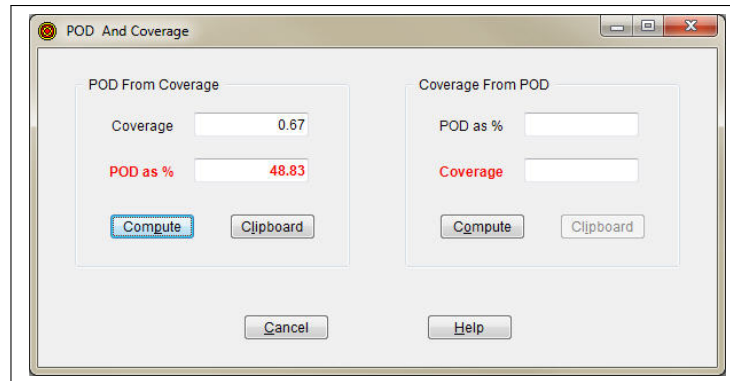 POD And Coverage
POD From Coverage
Coverage 0.67
POD as % 48.83
Compute Clipboard
Coverage From POD
POD as %
Coverage
Compute Clipboard
Cancel Help